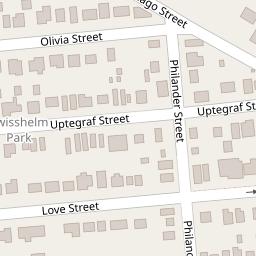 ago Street
Olivia Street
Philander Street
Uptegraf St
Uptegraf Street
wisshelm
Park
Love Street
Philand